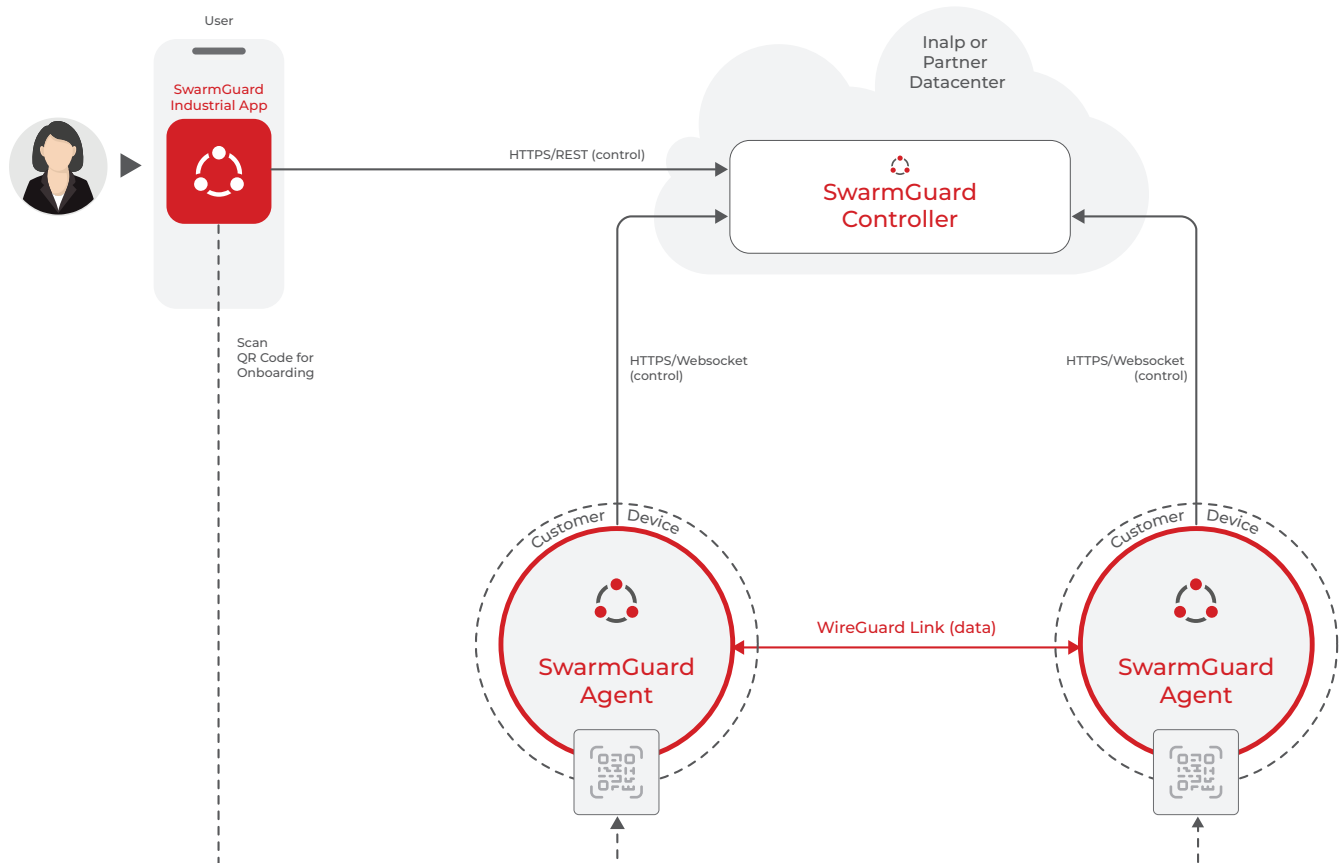 User
SwarmGuard
Industrial App
Inalp or
Partner
Datacenter
HTTPS/REST (control)
SwarmGuard
Controller
Scan
QR Code for
Onboarding
HTTPS/Websocket
(control)
HTTPS/Websocket
(control)
Customer Device
Customer Device
WireGuard Link (data)
SwarmGuard
Agent
SwarmGuard
Agent